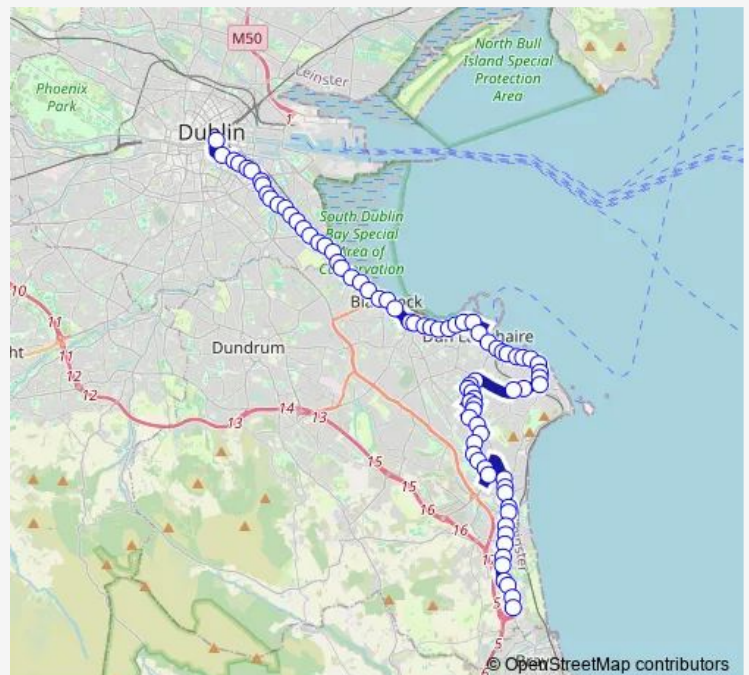 M50
Leinster
North Bull
Island Special
Protection
Area
Phoenix
Park
Dublin
1
South Dublin
Bay Special
Area of
Conservation
10
11
11
12
12
13
14
13
15
15
16
16
Dundrum
Leinster
5
5
© OpenStreetMap contributors